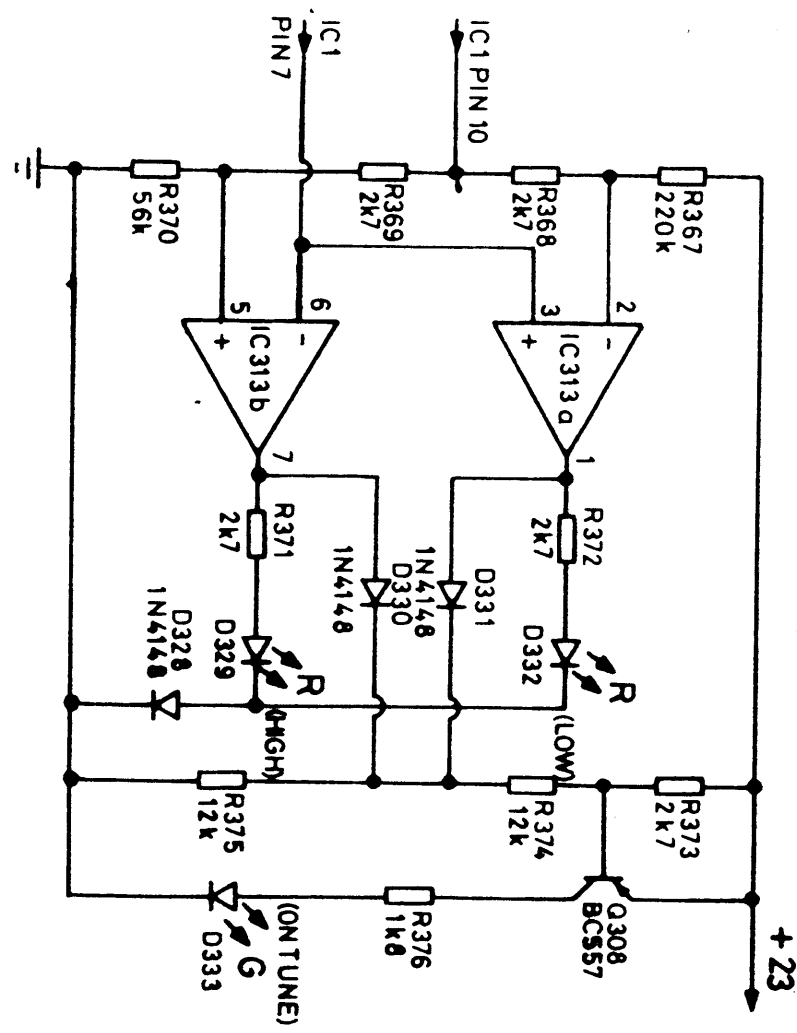 IC1
PIN 7
IC1 PIN 10
R370
56k
R369
2k7
R368
2k7
R367
220k
5
6
3
2
+
-
+
-
IC313b
IC313a
7
1
R371
2k7
R372
2k7
D330
1N4148
D331
1N4148
D328
1N4148
D329
R
(HIGH)
D332
R
(LOW)
R375
12k
R374
12k
R373
2k7
Q308
BC557
R376
1k8
(ON TUNE)
G
D333
+ 23